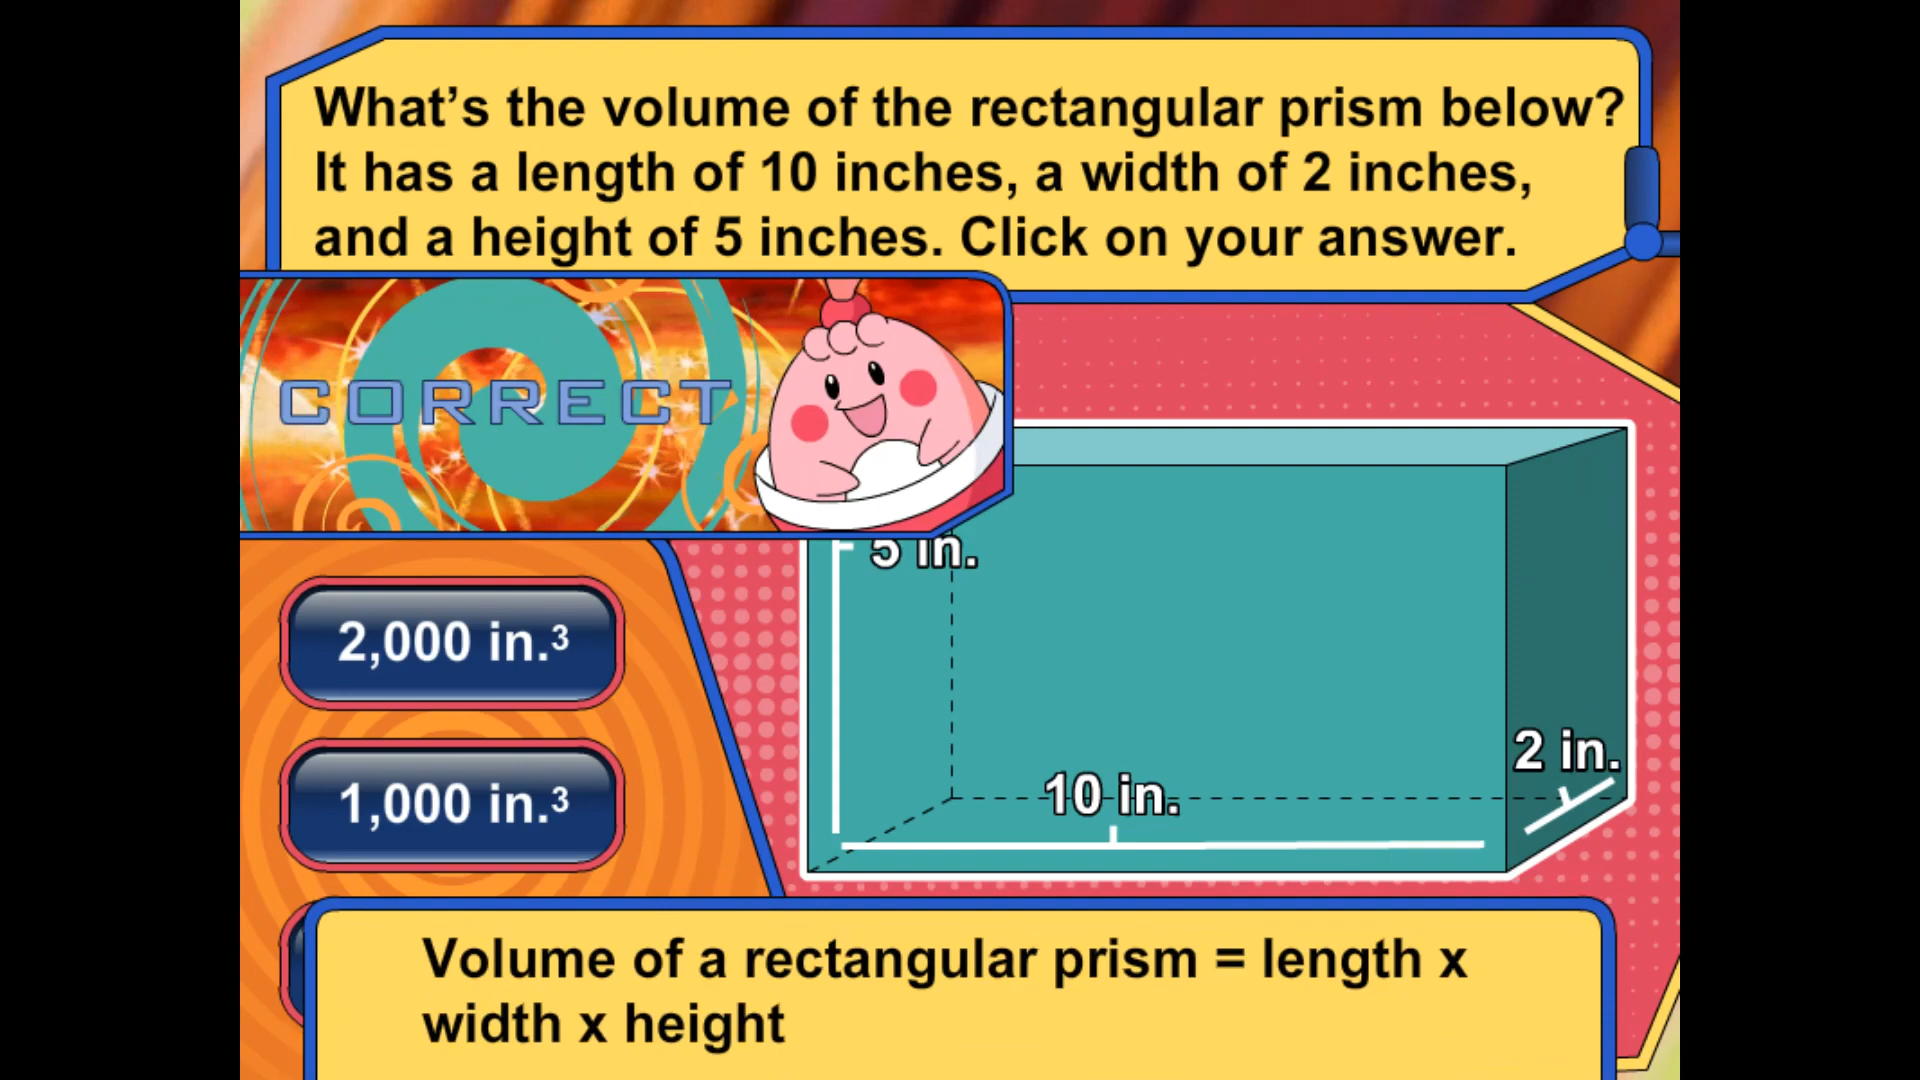 What’s the volume of the rectangular prism below?
It has a length of 10 inches, a width of 2 inches,
and a height of 5 inches. Click on your answer.
CORRECT
5 in.
2,000 in.³
1,000 in.³
2 in.
10 in.
Volume of a rectangular prism = length x
width x height